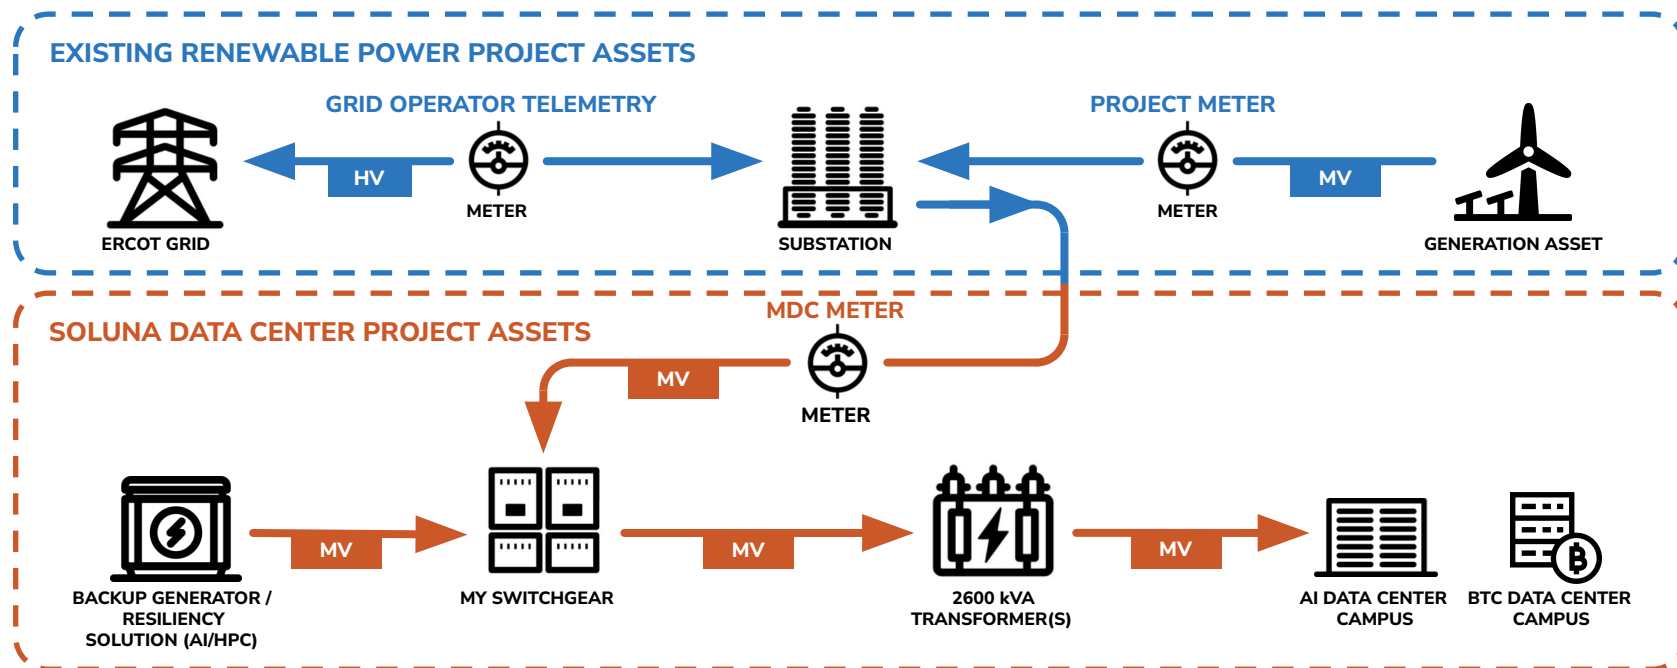 EXISTING RENEWABLE POWER PROJECT ASSETS
GRID OPERATOR TELEMETRY
PROJECT METER
HV
MV
METER
METER
ERCOT GRID
SUBSTATION
GENERATION ASSET
MDC METER
SOLUNA DATA CENTER PROJECT ASSETS
MV
METER
MV
MV
MV
BACKUP GENERATOR /
RESILIENCY
SOLUTION (AI/HPC)
MY SWITCHGEAR
2600 kVA
TRANSFORMER(S)
AI DATA CENTER
CAMPUS
BTC DATA CENTER
CAMPUS